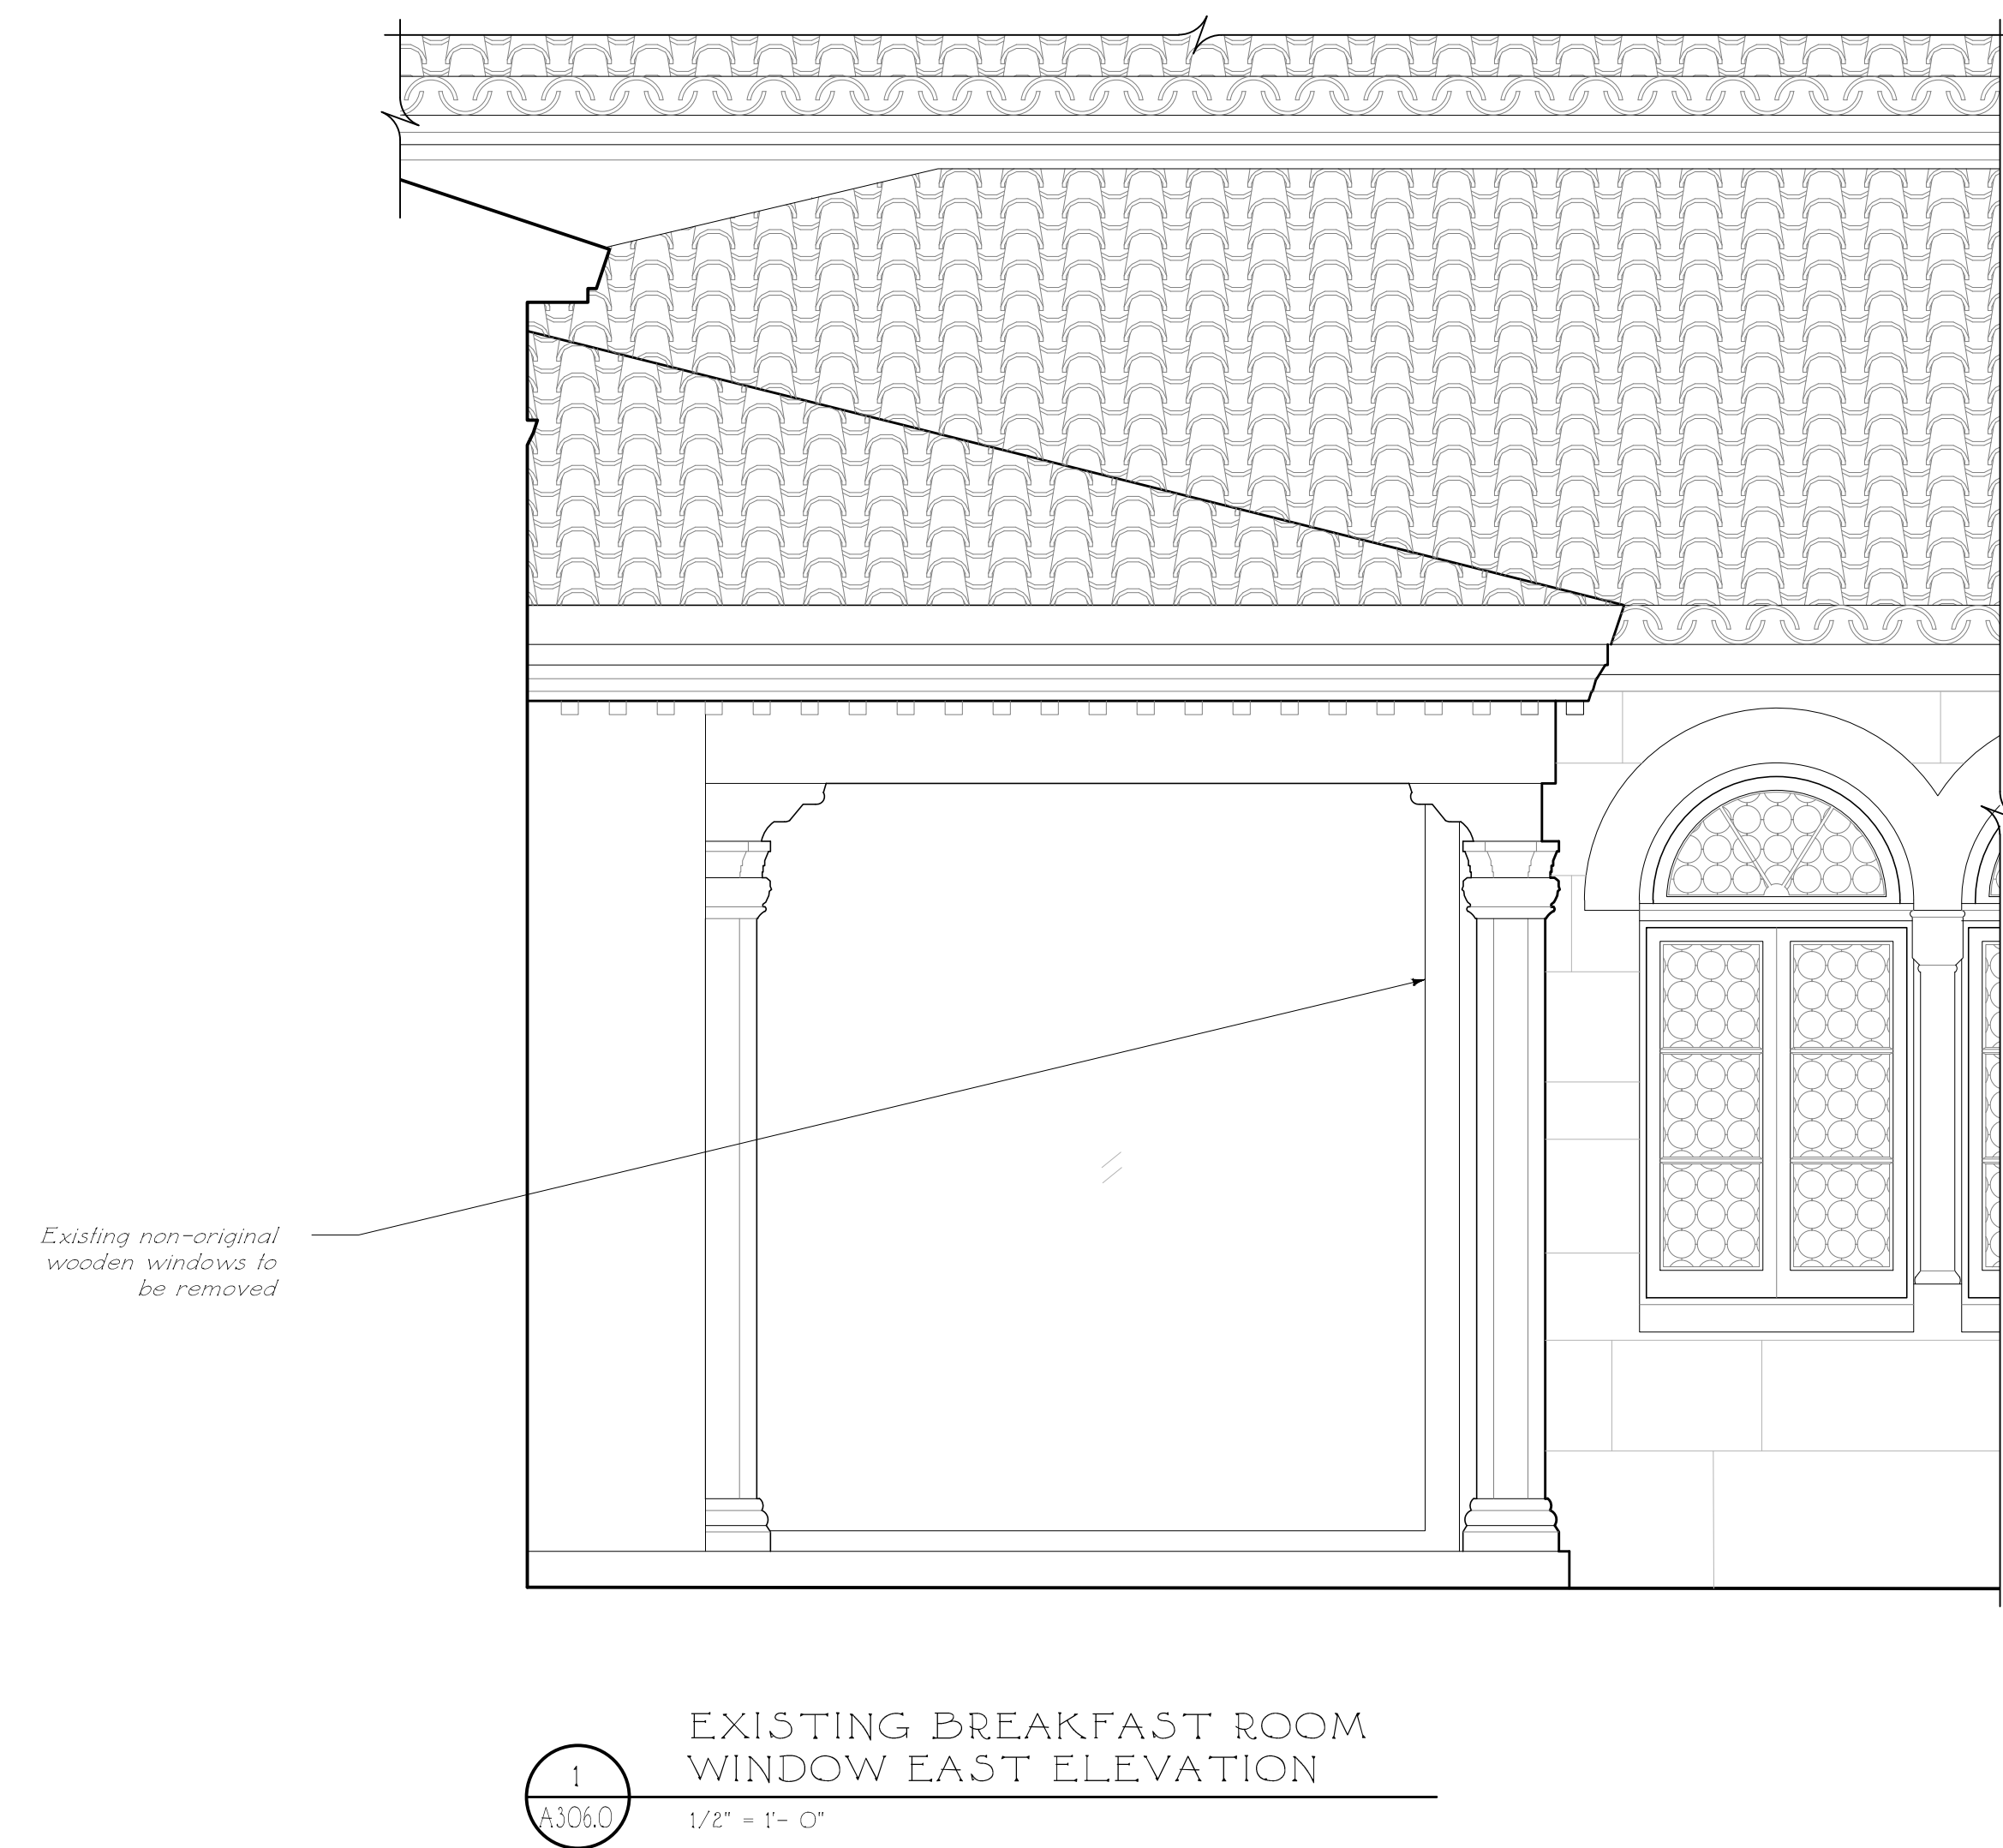 Existing non-original
wooden windows to
be removed
EXISTING BREAKFAST ROOM
WINDOW EAST ELEVATION
1
A306.0
1/2" = 1'- 0"